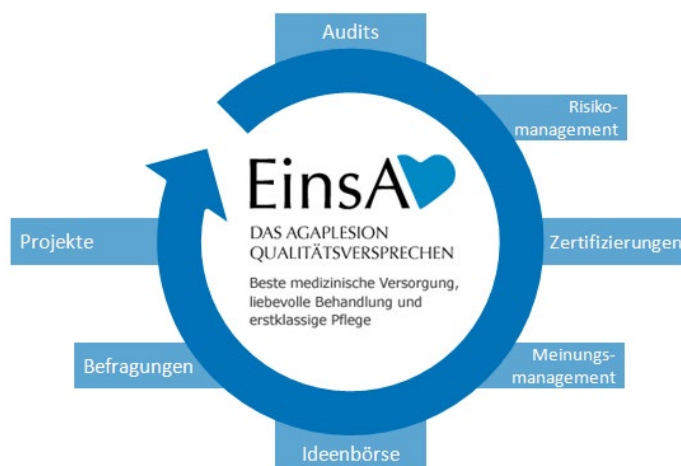 Audits
Risiko-
management
Zertifizierungen
Meinungs-
management
Ideenbörse
Befragungen
Projekte
EinsA
DAS AGAPLESION
QUALITÄTSVERSPRECHEN
Beste medizinische Versorgung,
liebevolle Behandlung und
erstklassige Pflege